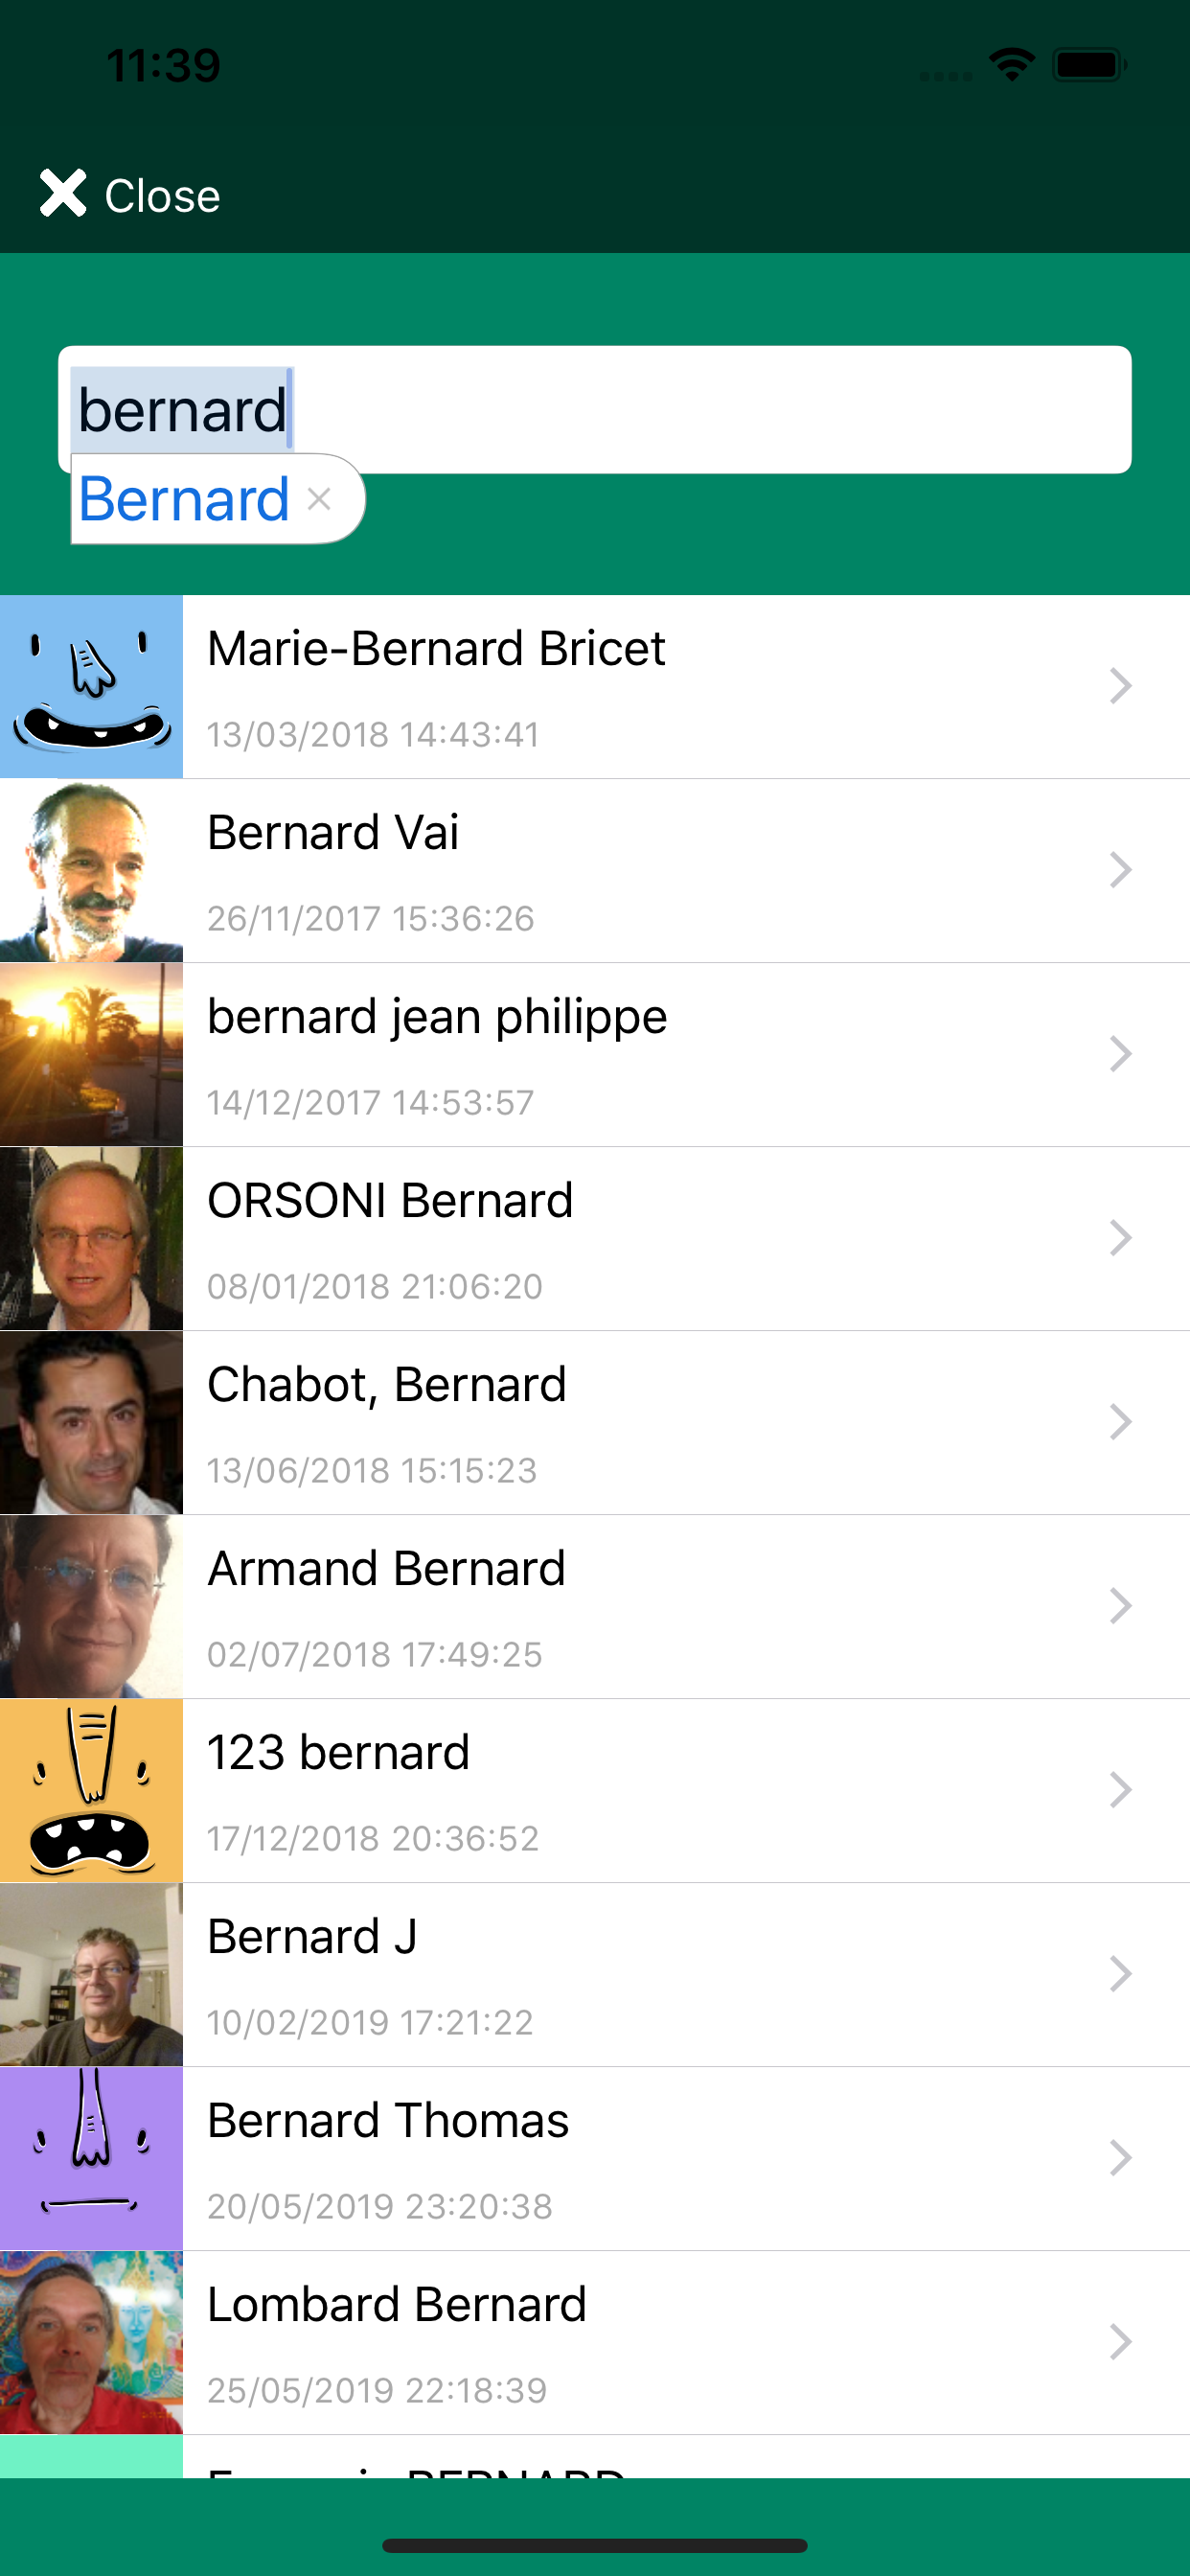 11:39
Close
bernard
Bernard ×
Marie-Bernard Bricet
13/03/2018 14:43:41
Bernard Vai
26/11/2017 15:36:26
bernard jean philippe
14/12/2017 14:53:57
ORSONI Bernard
08/01/2018 21:06:20
Chabot, Bernard
13/06/2018 15:15:23
Armand Bernard
02/07/2018 17:49:25
123 bernard
17/12/2018 20:36:52
Bernard J
10/02/2019 17:21:22
Bernard Thomas
20/05/2019 23:20:38
Lombard Bernard
25/05/2019 22:18:39
BERNARD